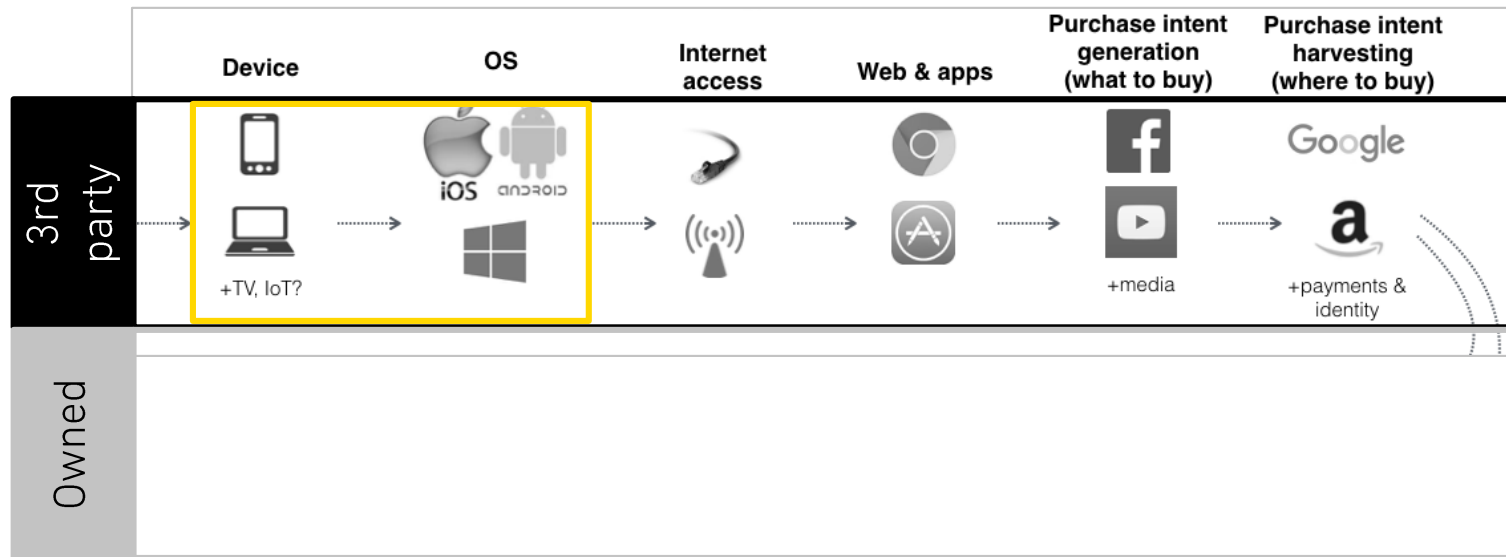 Device
OS
Internet
access
Web & apps
Purchase intent
generation
(what to buy)
Purchase intent
harvesting
(where to buy)
3rd
party
iOS
ANDROID
+TV, IoT?
f
+media
Google
a
+payments &
identity
Owned